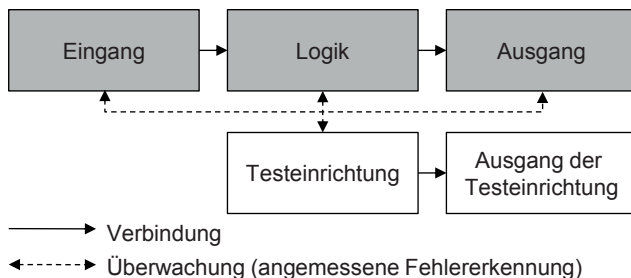 Eingang
Logik
Ausgang
Testeinrichtung
Ausgang der
Testeinrichtung
Verbindung
Überwachung (angemessene Fehlererkennung)